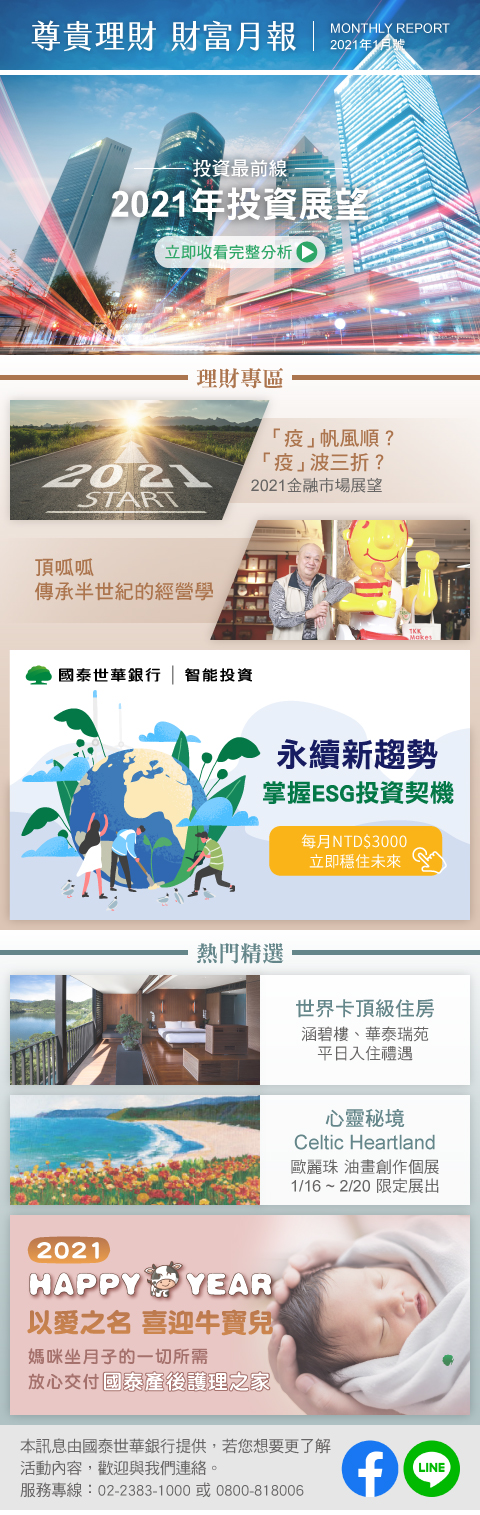 尊貴理財 財富月報
MONTHLY REPORT
2021年1月號
投資最前線
2021年投資展望
立即收看完整分析
理財專區
2021
START
「疫」帆風順？
「疫」波三折？
2021金融市場展望
頂呱呱
傳承半世紀的經營學
TKK
Makes
國泰世華銀行 | 智能投資
永續新趨勢
掌握ESG投資契機
每月NTD$3000
立即穩住未來
熱門精選
世界卡頂級住房
涵碧樓、華泰瑞苑
平日入住禮遇
心靈秘境
Celtic Heartland
歐麗珠 油畫創作個展
1/16 ~ 2/20 限定展出
2021
HAPPY YEAR
以愛之名 喜迎牛寶兒
媽咪坐月子的一切所需
放心交付 國泰產後護理之家
本訊息由國泰世華銀行提供，若您想要更了解
活動內容，歡迎與我們連絡。
服務專線：02-2383-1000 或 0800-818006
LINE